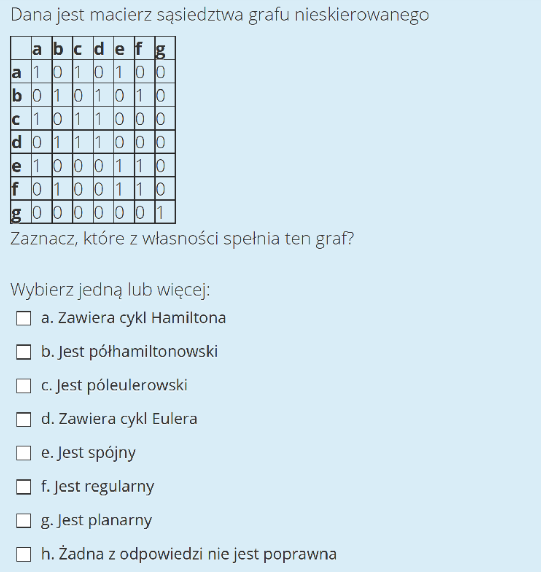 Dana jest macierz sąsiedztwa grafu nieskierowanego
a b c d e f g
a 1 0 1 0 1 0 0
b 0 1 0 1 0 1 0
c 1 0 1 1 0 0 0
d 0 1 1 1 0 0 0
e 1 0 0 0 1 1 0
f 0 1 0 0 1 1 0
g 0 0 0 0 0 0 1
Zaznacz, które z własności spełnia ten graf?
Wybierz jedną lub więcej:
a. Zawiera cykl Hamiltona
b. Jest półhamiltonowski
c. Jest póleulerowski
d. Zawiera cykl Eulera
e. Jest spójny
f. Jest regularny
g. Jest planarny
h. Żadna z odpowiedzi nie jest poprawna